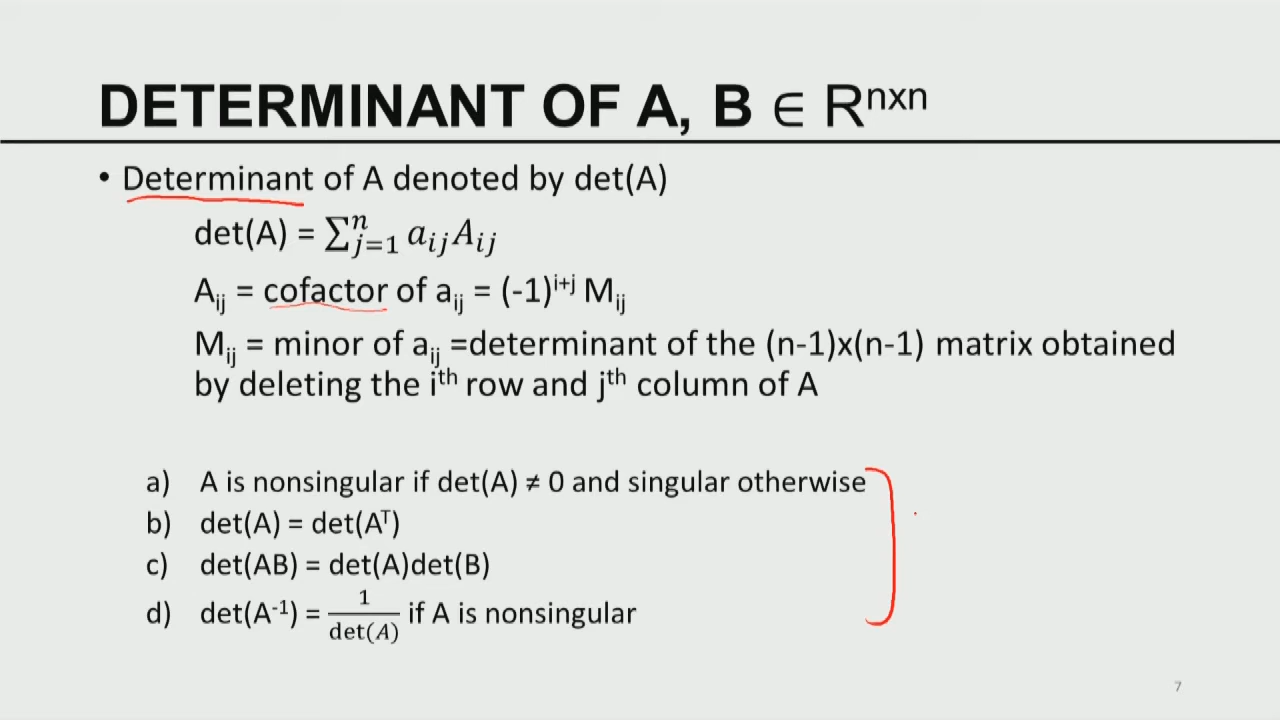 DETERMINANT OF A, B ∈ Rⁿˣⁿ
• Determinant of A denoted by det(A)
det(A) = ∑ⁿⱼ₌₁ aᵢⱼAᵢⱼ
Aᵢⱼ = cofactor of aᵢⱼ = (-1)ⁱ⁺ʲ Mᵢⱼ
Mᵢⱼ = minor of aᵢⱼ =determinant of the (n-1)x(n-1) matrix obtained
by deleting the iᵗʰ row and jᵗʰ column of A
a) A is nonsingular if det(A) ≠ 0 and singular otherwise
b) det(A) = det(Aᵀ)
c) det(AB) = det(A)det(B)
d) det(A⁻¹) = 1/det(A) if A is nonsingular
7